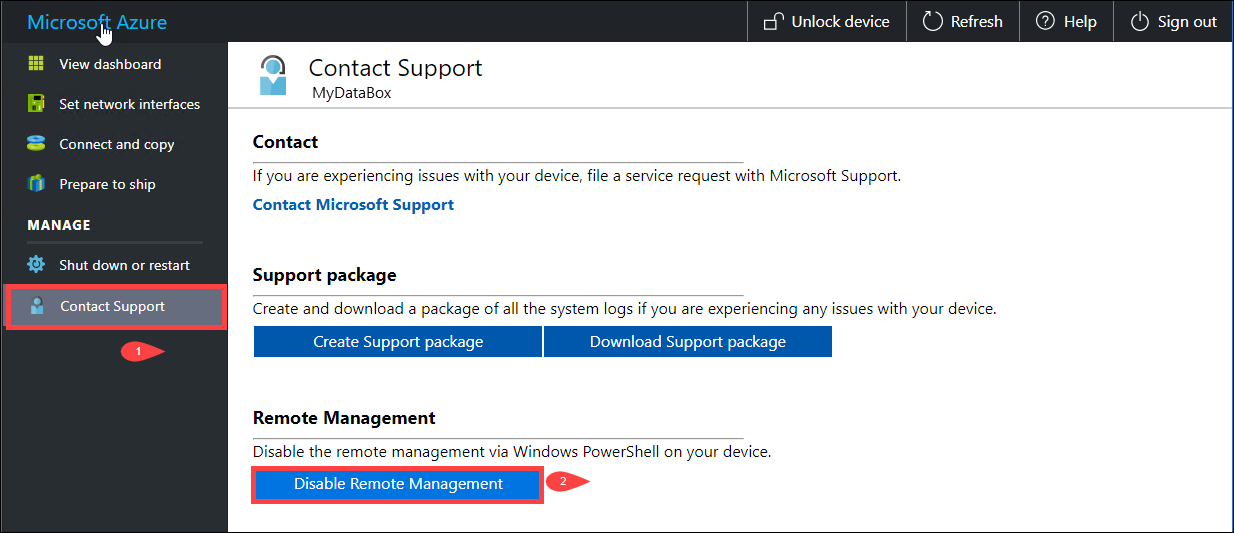 Microsoft Azure
Unlock device
Refresh
Help
Sign out
View dashboard
Set network interfaces
Connect and copy
Prepare to ship
MANAGE
Shut down or restart
Contact Support
1
Contact Support
MyDataBox
Contact
If you are experiencing issues with your device, file a service request with Microsoft Support.
Contact Microsoft Support
Support package
Create and download a package of all the system logs if you are experiencing any issues with your device.
Create Support package
Download Support package
Remote Management
Disable the remote management via Windows PowerShell on your device.
Disable Remote Management
2